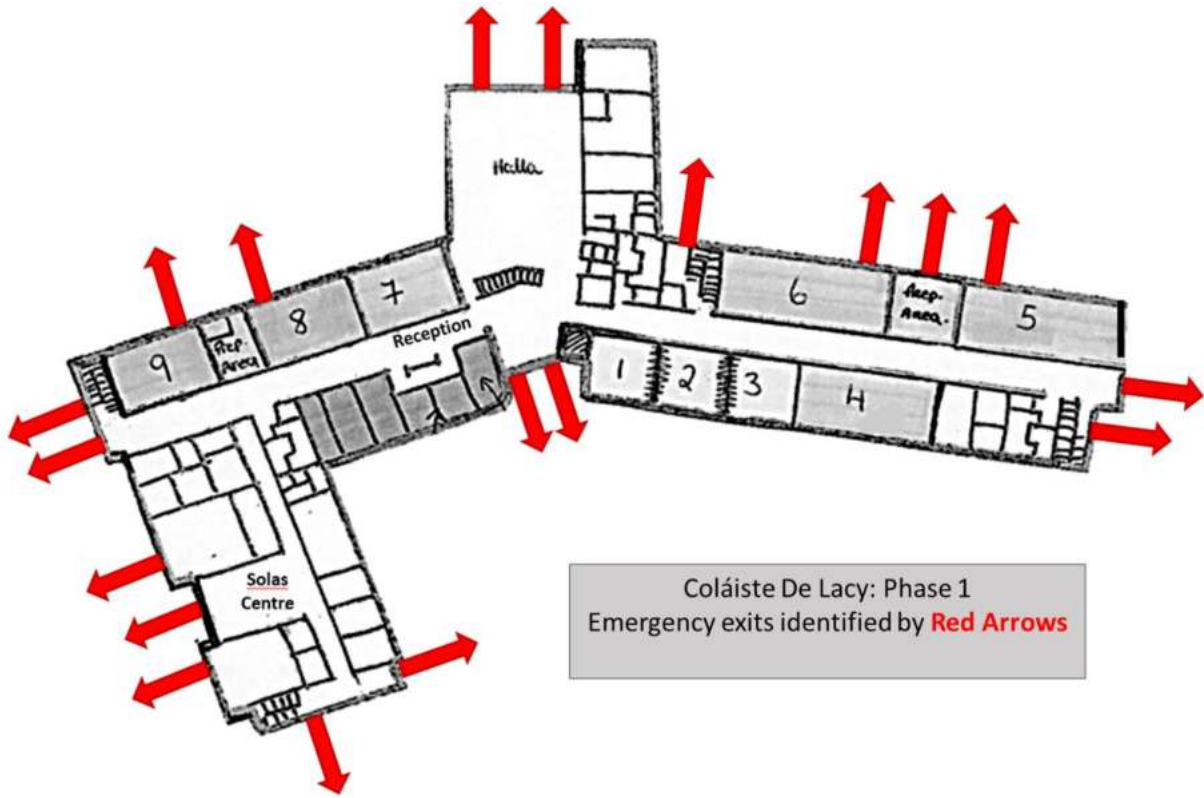 Halla
6
Prep.
Area.
5
7
8
Reception
Prep.
Area
9
1
2
3
4
Solas
Centre
Coláiste De Lacy: Phase 1
Emergency exits identified by Red Arrows